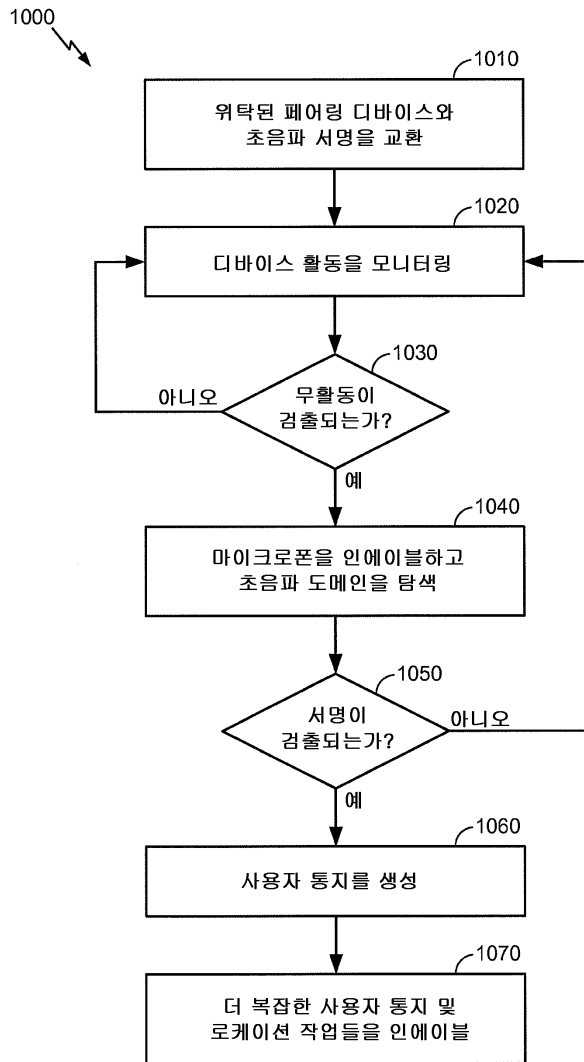 1000
1010
위탁된 페어링 디바이스와
초음파 서명을 교환
1020
디바이스 활동을 모니터링
1030
무활동이
검출되는가?
아니오
예
1040
마이크로폰을 인에이블하고
초음파 도메인을 탐색
1050
서명이
검출되는가?
아니오
예
1060
사용자 통지를 생성
1070
더 복잡한 사용자 통지 및
로케이션 작업들을 인에이블